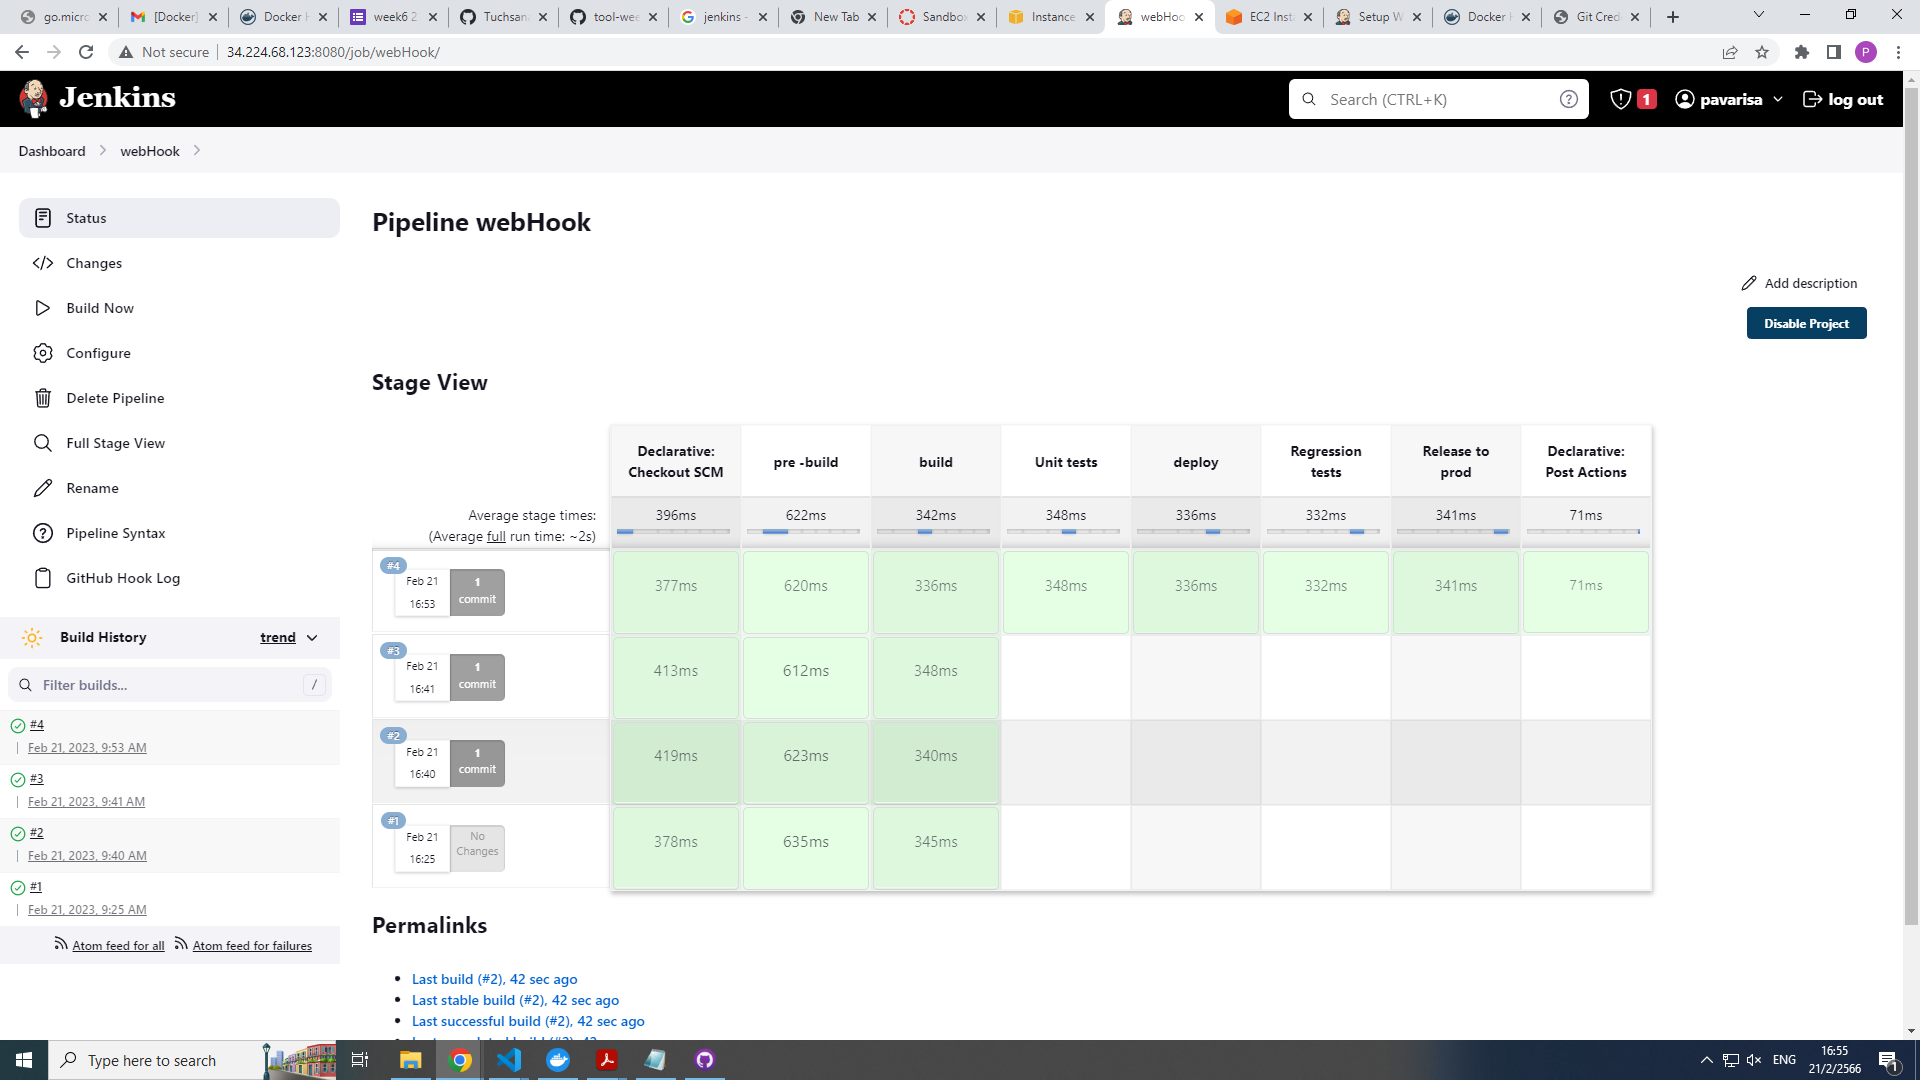 go.micro
[Docker]
Docker H
week6 2
Tuchsan
tool-wee
jenkins -
New Tab
Sandbox
Instance
webHoo
EC2 Inst
Setup W
Docker H
Git Cred
Not secure
34.224.68.123:8080/job/webHook/
P
Jenkins
Search (CTRL+K)
1
pavarisa
log out
Dashboard
webHook
Status
Changes
Build Now
Configure
Delete Pipeline
Full Stage View
Rename
Pipeline Syntax
GitHub Hook Log
Build History
trend
Filter builds...
/
#4
Feb 21, 2023, 9:53 AM
#3
Feb 21, 2023, 9:41 AM
#2
Feb 21, 2023, 9:40 AM
#1
Feb 21, 2023, 9:25 AM
Atom feed for all
Atom feed for failures
Pipeline webHook
Add description
Disable Project
Stage View
Declarative:
Checkout SCM
pre -build
build
Unit tests
deploy
Regression
tests
Release to
prod
Declarative:
Post Actions
Average stage times:
(Average full run time: ~2s)
396ms
622ms
342ms
348ms
336ms
332ms
341ms
71ms
#4
Feb 21
16:53
1
commit
377ms
620ms
336ms
348ms
336ms
332ms
341ms
71ms
#3
Feb 21
16:41
1
commit
413ms
612ms
348ms
#2
Feb 21
16:40
1
commit
419ms
623ms
340ms
#1
Feb 21
16:25
No
Changes
378ms
635ms
345ms
Permalinks
Last build (#2), 42 sec ago
Last stable build (#2), 42 sec ago
Last successful build (#2), 42 sec ago
Type here to search
ENG
16:55
21/2/2566
1